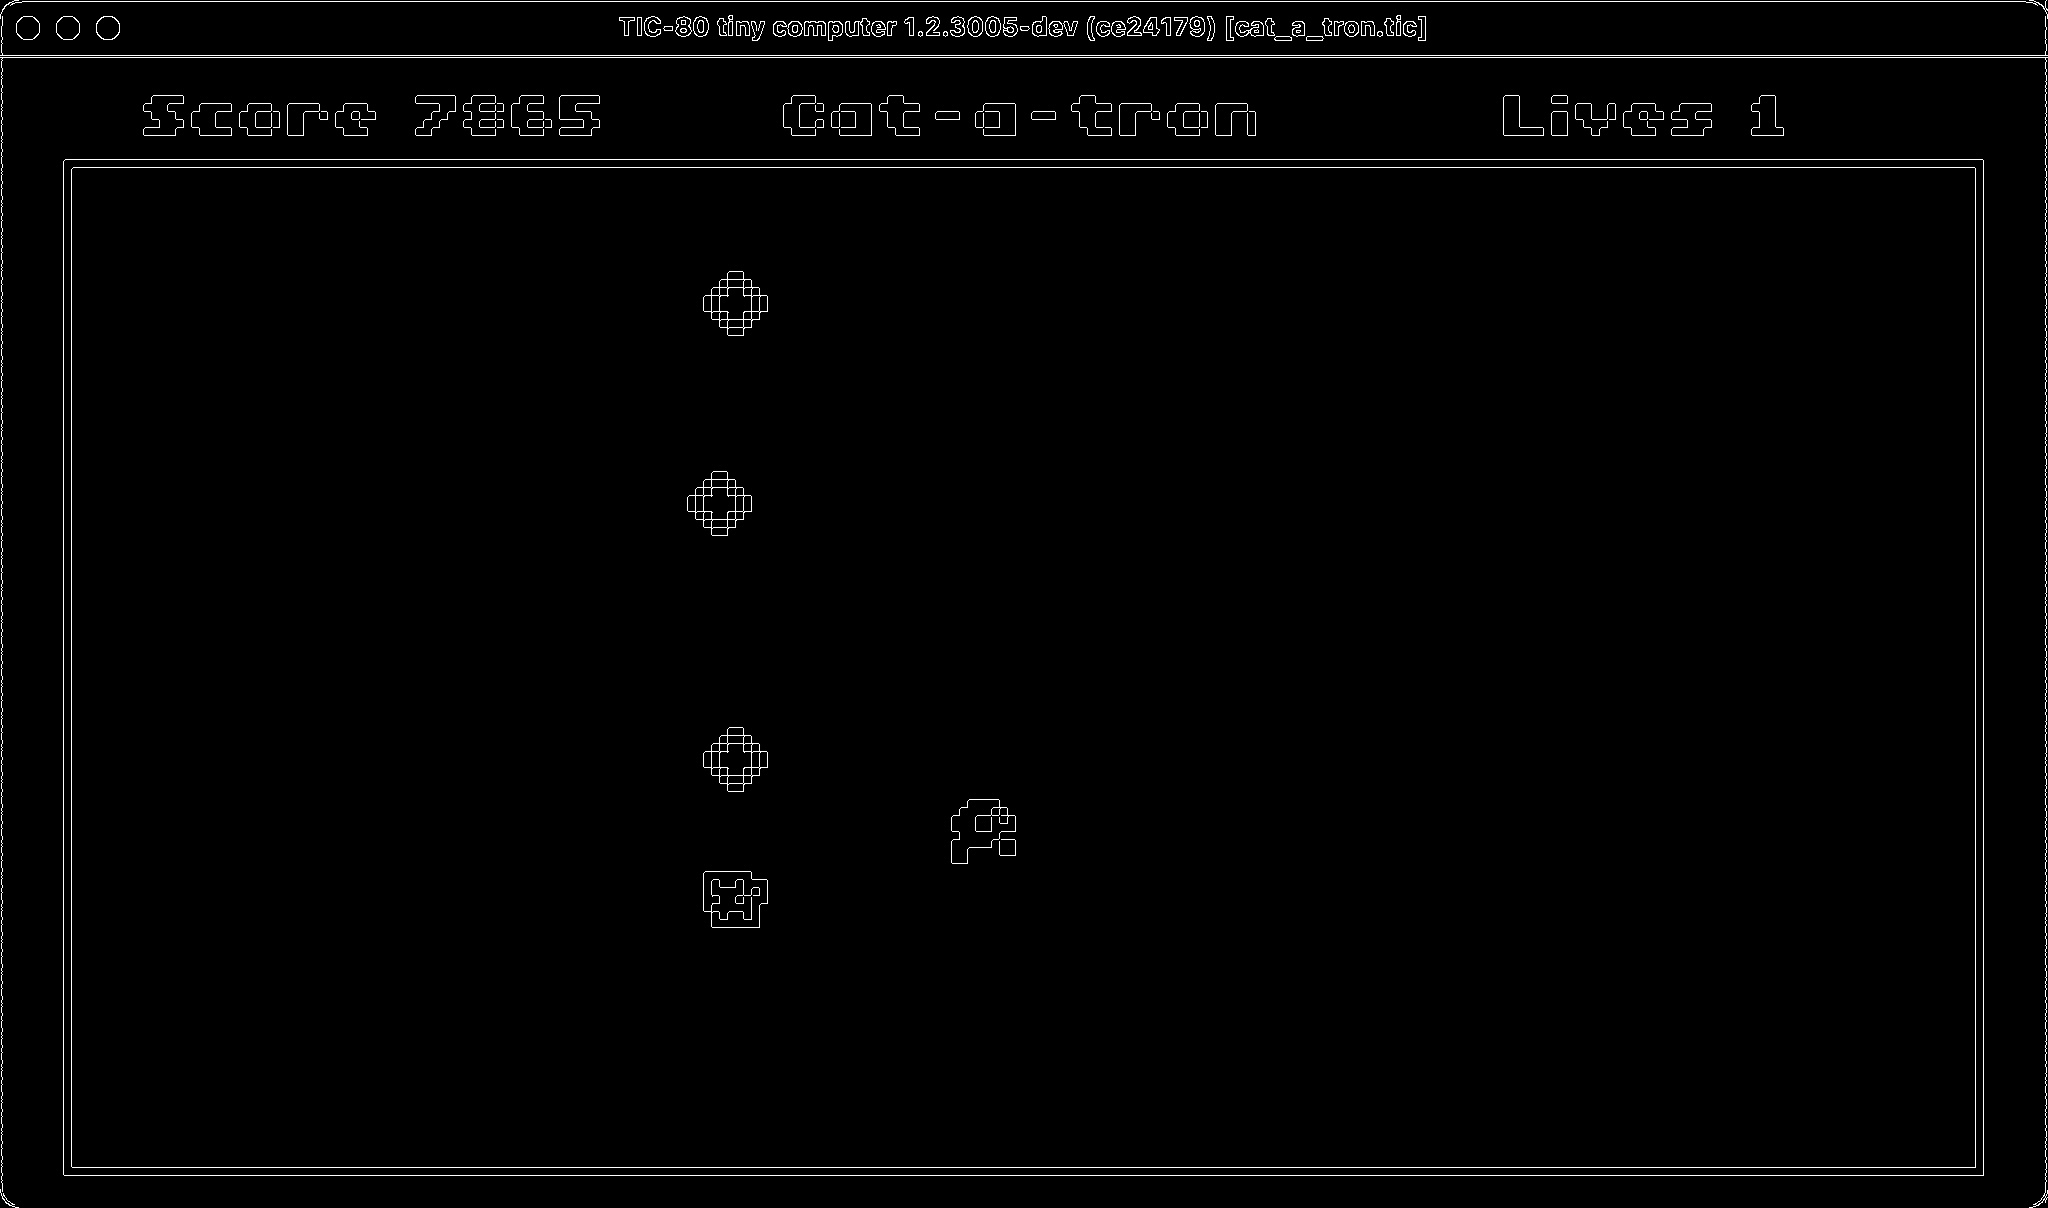 TIC-80 tiny computer 1.2.3005-dev (ce24179) [cat_a_tron.tic]
Score 7865 Cat-a-tron Lives 1